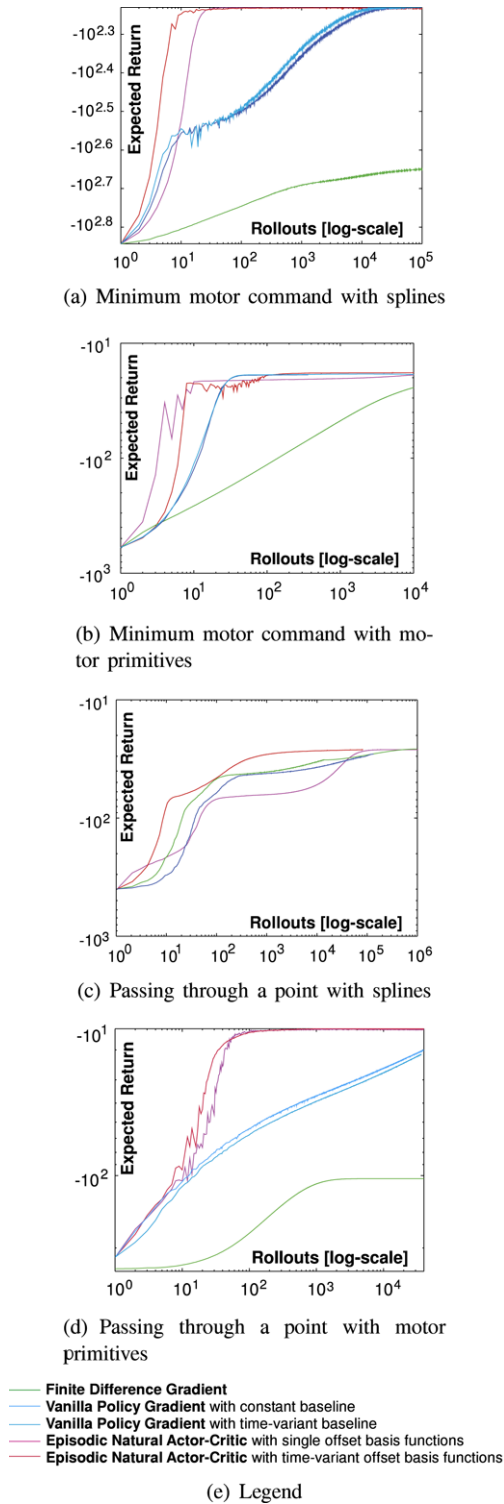 Expected Return
-10^2.3
-10^2.4
-10^2.5
-10^2.6
-10^2.7
-10^2.8
Rollouts [log-scale]
10^0 10^1 10^2 10^3 10^4 10^5
(a) Minimum motor command with splines
Expected Return
-10^1
-10^2
-10^3
Rollouts [log-scale]
10^0 10^1 10^2 10^3 10^4
(b) Minimum motor command with mo-
tor primitives
Expected Return
-10^1
-10^2
-10^3
Rollouts [log-scale]
10^0 10^1 10^2 10^3 10^4 10^5 10^6
(c) Passing through a point with splines
Expected Return
-10^1
-10^2
Rollouts [log-scale]
10^0 10^1 10^2 10^3 10^4
(d) Passing through a point with motor
primitives
Finite Difference Gradient
Vanilla Policy Gradient with constant baseline
Vanilla Policy Gradient with time-variant baseline
Episodic Natural Actor-Critic with single offset basis functions
Episodic Natural Actor-Critic with time-variant offset basis functions
(e) Legend